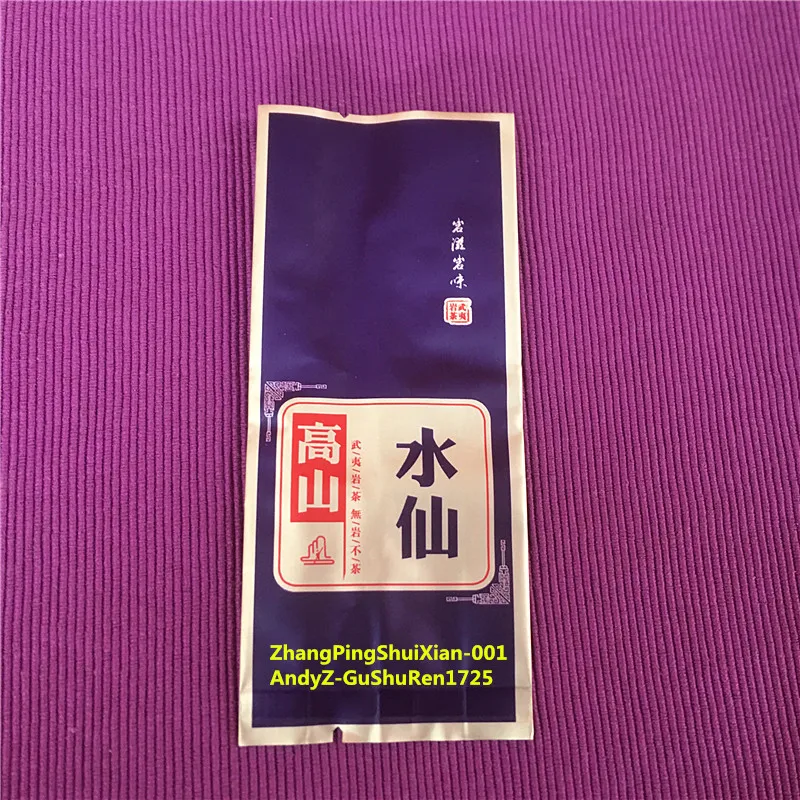 岩滋岩味
武夷
岩茶
水仙
武/夷/岩/茶 無/岩/不/茶
高山
ZhangPingShuiXian-001
AndyZ-GuShuRen1725